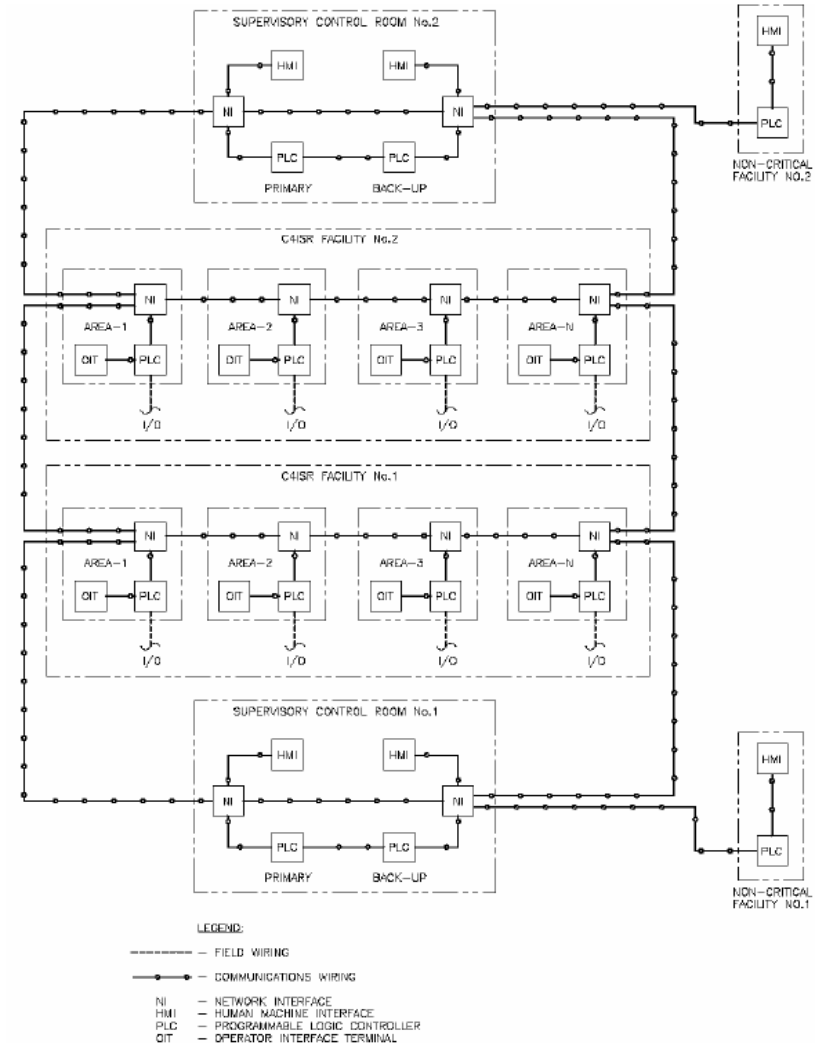 SUPERVISORY CONTROL ROOM No.2
HMI
HMI
NI
NI
PLC
PLC
PRIMARY
BACK-UP
HMI
PLC
NON-CRITICAL
FACILITY NO.2
C4ISR FACILITY No.2
NI
NI
NI
NI
AREA-1
AREA-2
AREA-3
AREA-N
OIT
PLC
OIT
PLC
OIT
PLC
OIT
PLC
I/O
I/O
I/O
I/O
C4ISR FACILITY No.1
NI
NI
NI
NI
AREA-1
AREA-2
AREA-3
AREA-N
OIT
PLC
OIT
PLC
OIT
PLC
OIT
PLC
I/O
I/O
I/O
I/O
SUPERVISORY CONTROL ROOM No.1
HMI
HMI
NI
NI
PLC
PLC
PRIMARY
BACK-UP
HMI
PLC
NON-CRITICAL
FACILITY NO.1
LEGEND:
– FIELD WIRING
– COMMUNICATIONS WIRING
NI – NETWORK INTERFACE
HMI – HUMAN MACHINE INTERFACE
PLC – PROGRAMMABLE LOGIC CONTROLLER
OIT – OPERATOR INTERFACE TERMINAL